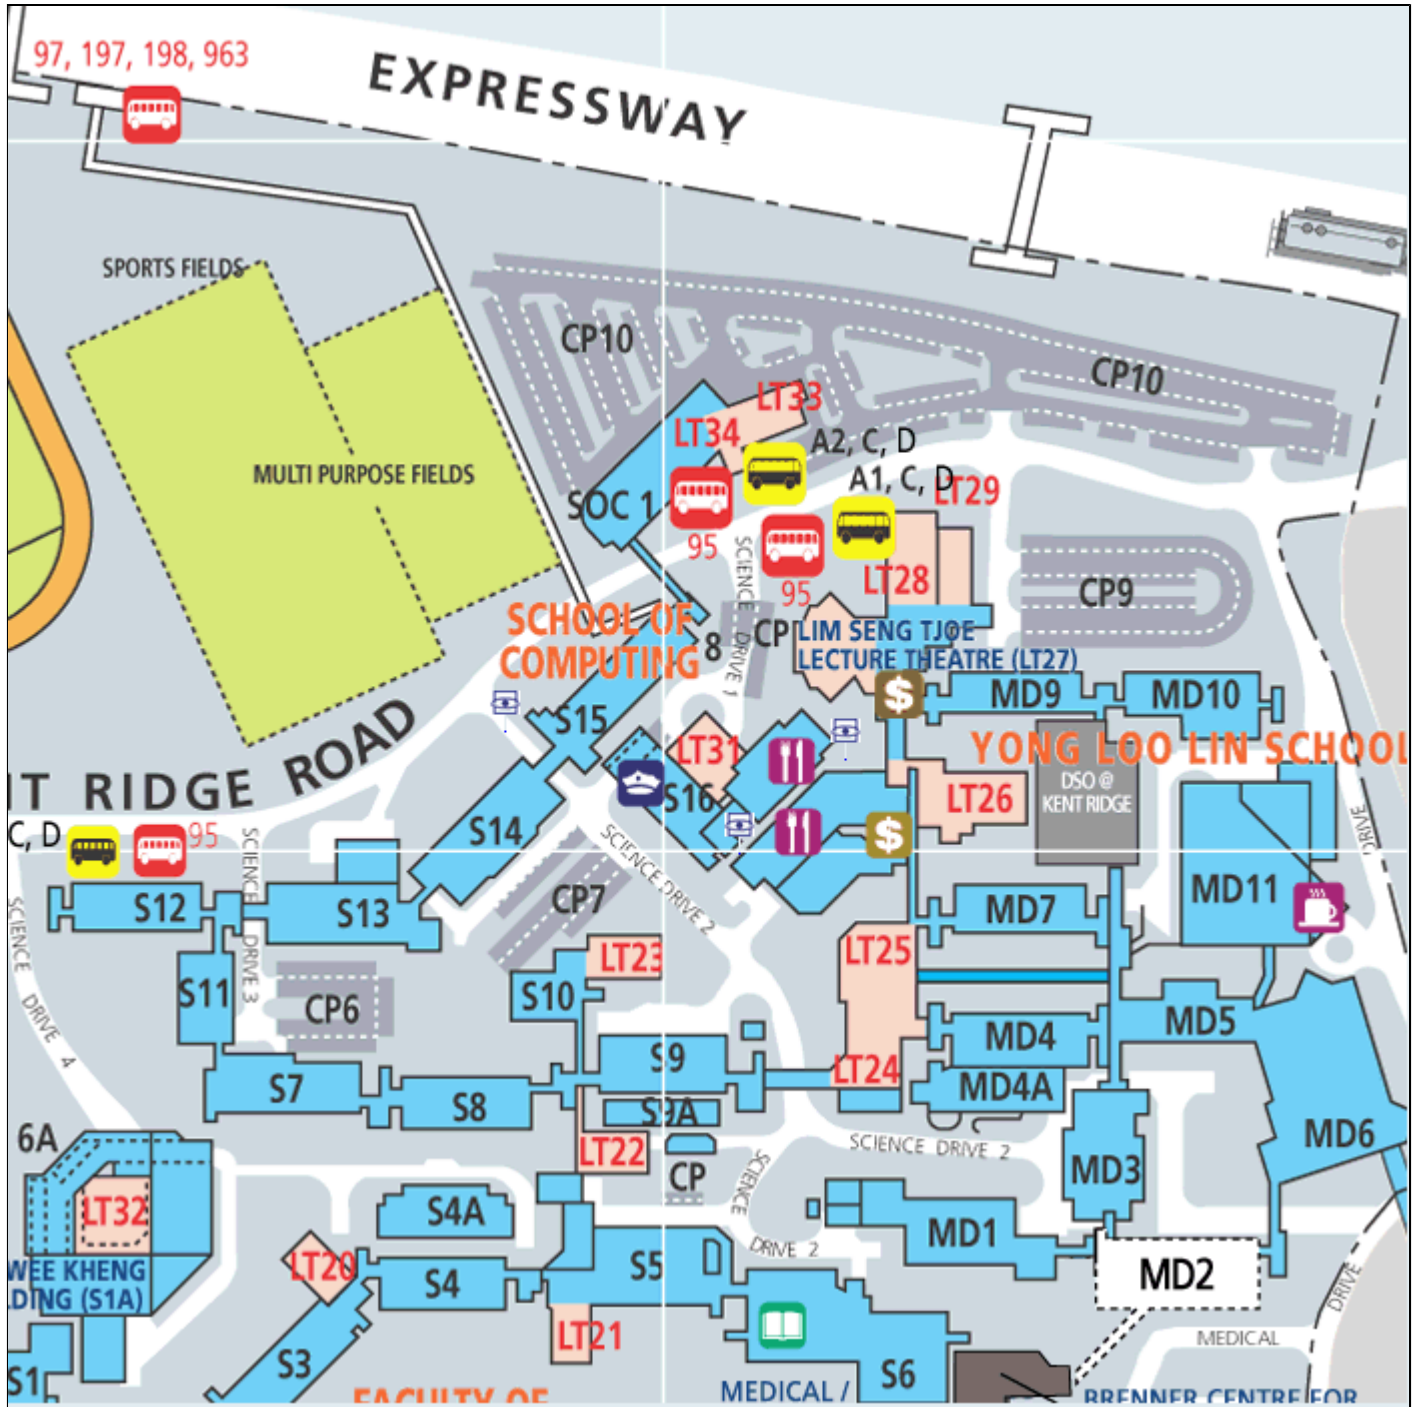 97, 197, 198, 963
EXPRESSWAY
SPORTS FIELDS
MULTI PURPOSE FIELDS
CP10
CP10
LT33
LT34
A2, C, D
A1, C, D
LT29
SOC 1
95
95
SCIENCE DRIVE 1
LT28
CP9
SCHOOL OF
COMPUTING
8
CP
LIM SENG TJOE
LECTURE THEATRE (LT27)
$
MD9
MD10
S15
LT31
YONG LOO LIN SCHOOL
DSO @
KENT RIDGE
IT RIDGE ROAD
S16
LT26
S14
$
C, D
95
SCIENCE DRIVE 3
SCIENCE DRIVE 2
DRIVE
S12
S13
CP7
MD7
MD11
SCIENCE DRIVE 4
S11
CP6
S10
LT23
LT25
MD4
MD5
S7
S8
S9
S9A
LT24
MD4A
6A
LT22
CP
SCIENCE DRIVE 2
SCIENCE
DRIVE 2
MD3
MD6
LT32
S4A
MD1
WEE KHENG
LDING (S1A)
LT20
S4
S5
MD2
DRIVE
S1
S3
LT21
MEDICAL
S6
FACULTY OF
MEDICAL /
BRENNER CENTRE FOR